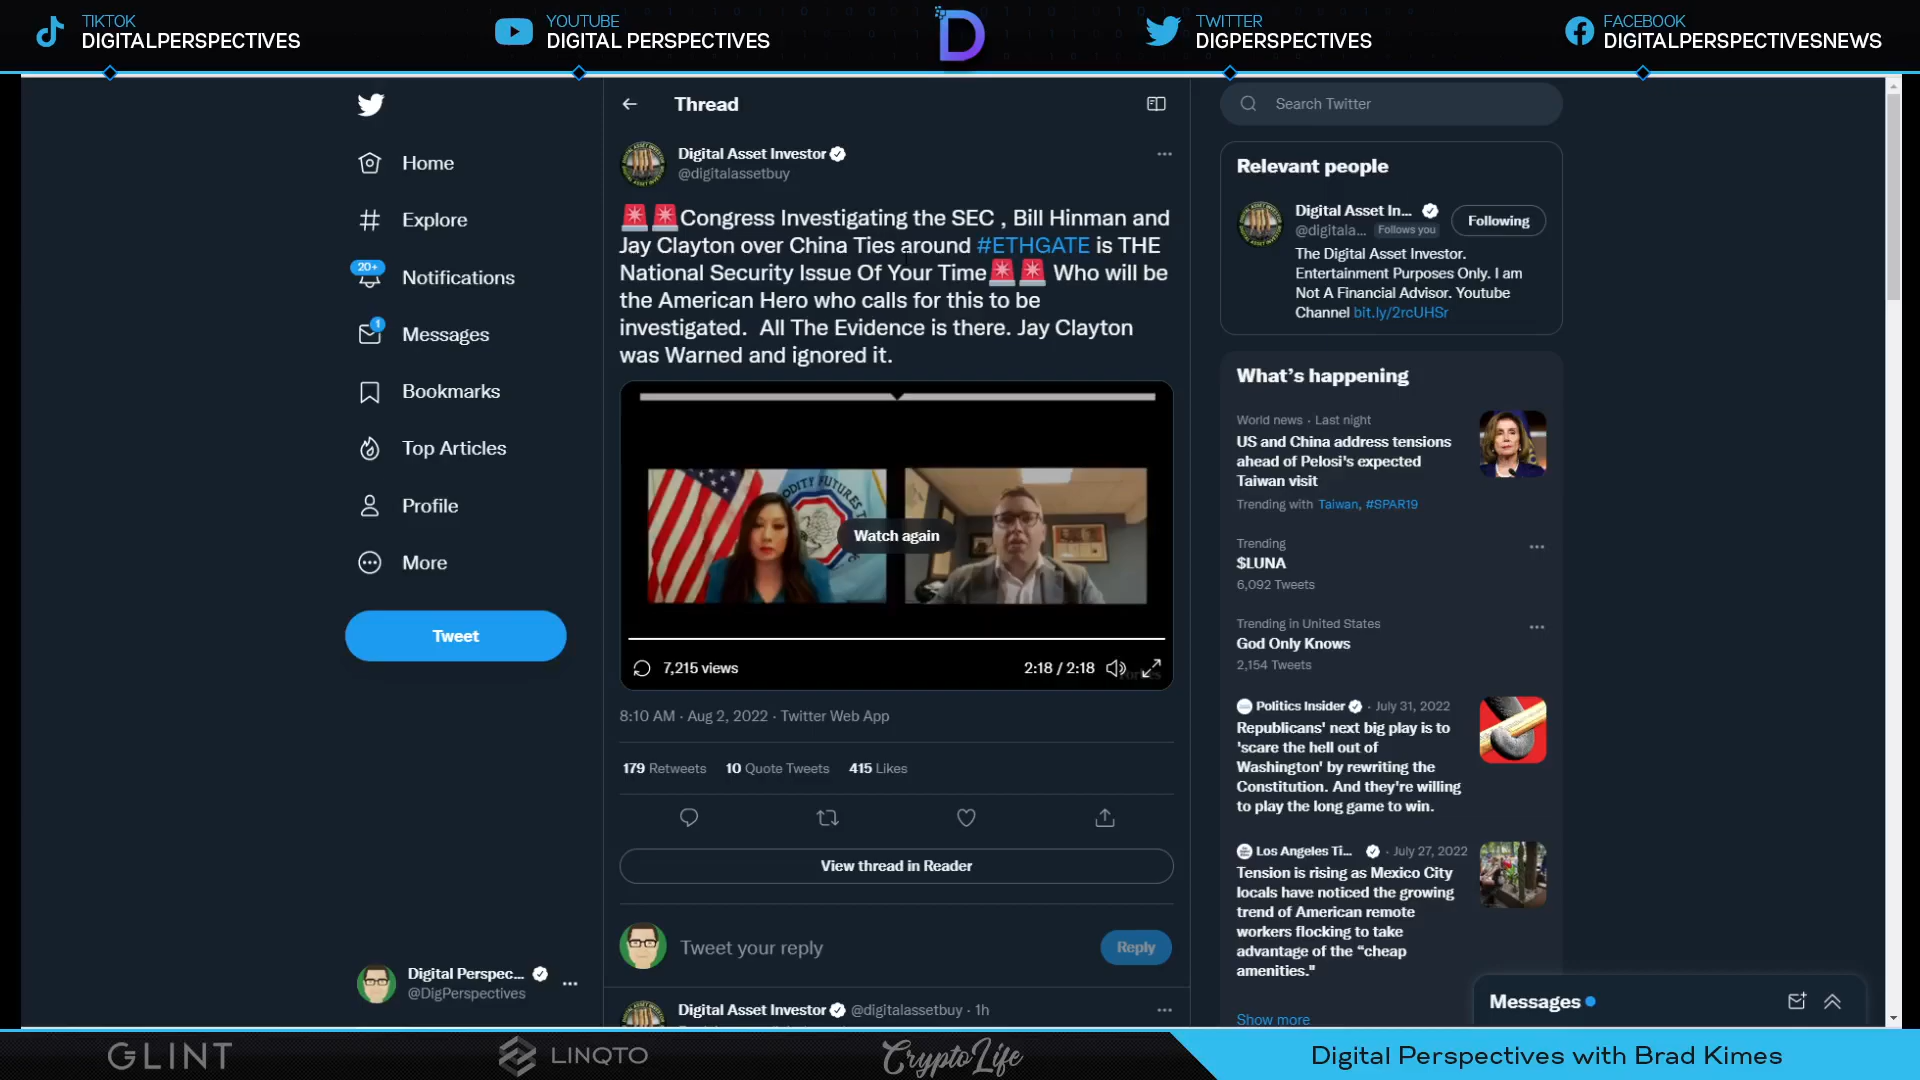 TIKTOK
DIGITALPERSPECTIVES
YOUTUBE
DIGITAL PERSPECTIVES
D
TWITTER
DIGPERSPECTIVES
FACEBOOK
DIGITALPERSPECTIVESNEWS
Home
Explore
20+
Notifications
1
Messages
Bookmarks
Top Articles
Profile
More
Tweet
Digital Perspec...
@DigPerspectives
Thread
Digital Asset Investor
@digitalassetbuy
Congress Investigating the SEC , Bill Hinman and
Jay Clayton over China Ties around #ETHGATE is THE
National Security Issue Of Your Time Who will be
the American Hero who calls for this to be
investigated.  All The Evidence is there. Jay Clayton
was Warned and ignored it.
Watch again
7,215 views
2:18 / 2:18
8:10 AM · Aug 2, 2022 · Twitter Web App
179 Retweets 10 Quote Tweets 415 Likes
View thread in Reader
Tweet your reply
Reply
Digital Asset Investor @digitalassetbuy · 1h
Search Twitter
Relevant people
Digital Asset In...
@digitala... Follows you
Following
The Digital Asset Investor.
Entertainment Purposes Only. I am
Not A Financial Advisor. Youtube
Channel bit.ly/2rcUHSr
What's happening
World news · Last night
US and China address tensions
ahead of Pelosi's expected
Taiwan visit
Trending with Taiwan, #SPAR19
Trending
$LUNA
6,092 Tweets
Trending in United States
God Only Knows
2,154 Tweets
Politics Insider · July 31, 2022
Republicans' next big play is to
'scare the hell out of
Washington' by rewriting the
Constitution. And they're willing
to play the long game to win.
Los Angeles Ti... · July 27, 2022
Tension is rising as Mexico City
locals have noticed the growing
trend of American remote
workers flocking to take
advantage of the "cheap
amenities."
Show more
Messages
GLINT
LINQTO
CryptoLife
Digital Perspectives with Brad Kimes